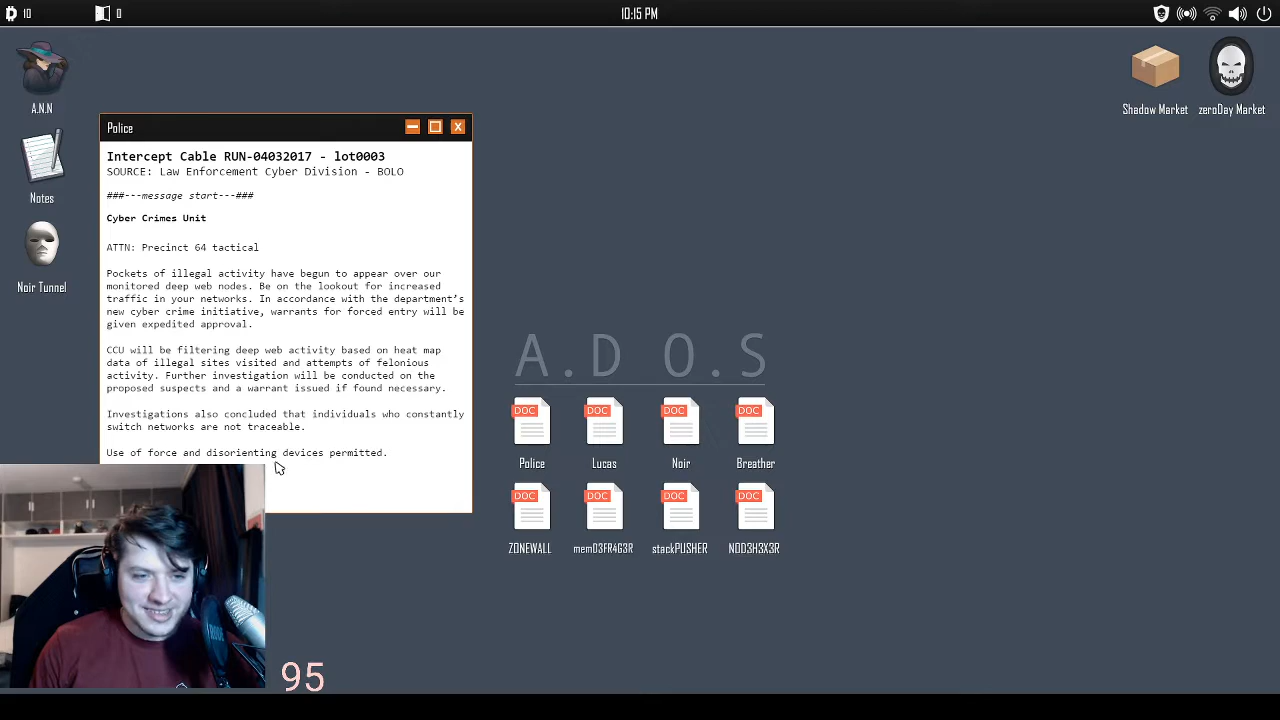 10
0
10:15 PM
A.N.N
Notes
Noir Tunnel
Shadow Market
zeroDay Market
Police
Intercept Cable RUN-04032017 - lot0003
SOURCE: Law Enforcement Cyber Division - BOLO
###---message start---###
Cyber Crimes Unit
ATTN: Precinct 64 tactical
Pockets of illegal activity have begun to appear over our
monitored deep web nodes. Be on the lookout for increased
traffic in your networks. In accordance with the department's
new cyber crime initiative, warrants for forced entry will be
given expedited approval.
CCU will be filtering deep web activity based on heat map
data of illegal sites visited and attempts of felonious
activity. Further investigation will be conducted on the
proposed suspects and a warrant issued if found necessary.
Investigations also concluded that individuals who constantly
switch networks are not traceable.
Use of force and disorienting devices permitted.
A.D O.S
DOC
DOC
DOC
DOC
Police
Lucas
Noir
Breather
DOC
DOC
DOC
DOC
ZONEWALL
memD3FR4G3R
stackPUSHER
NOD3H3X3R
95